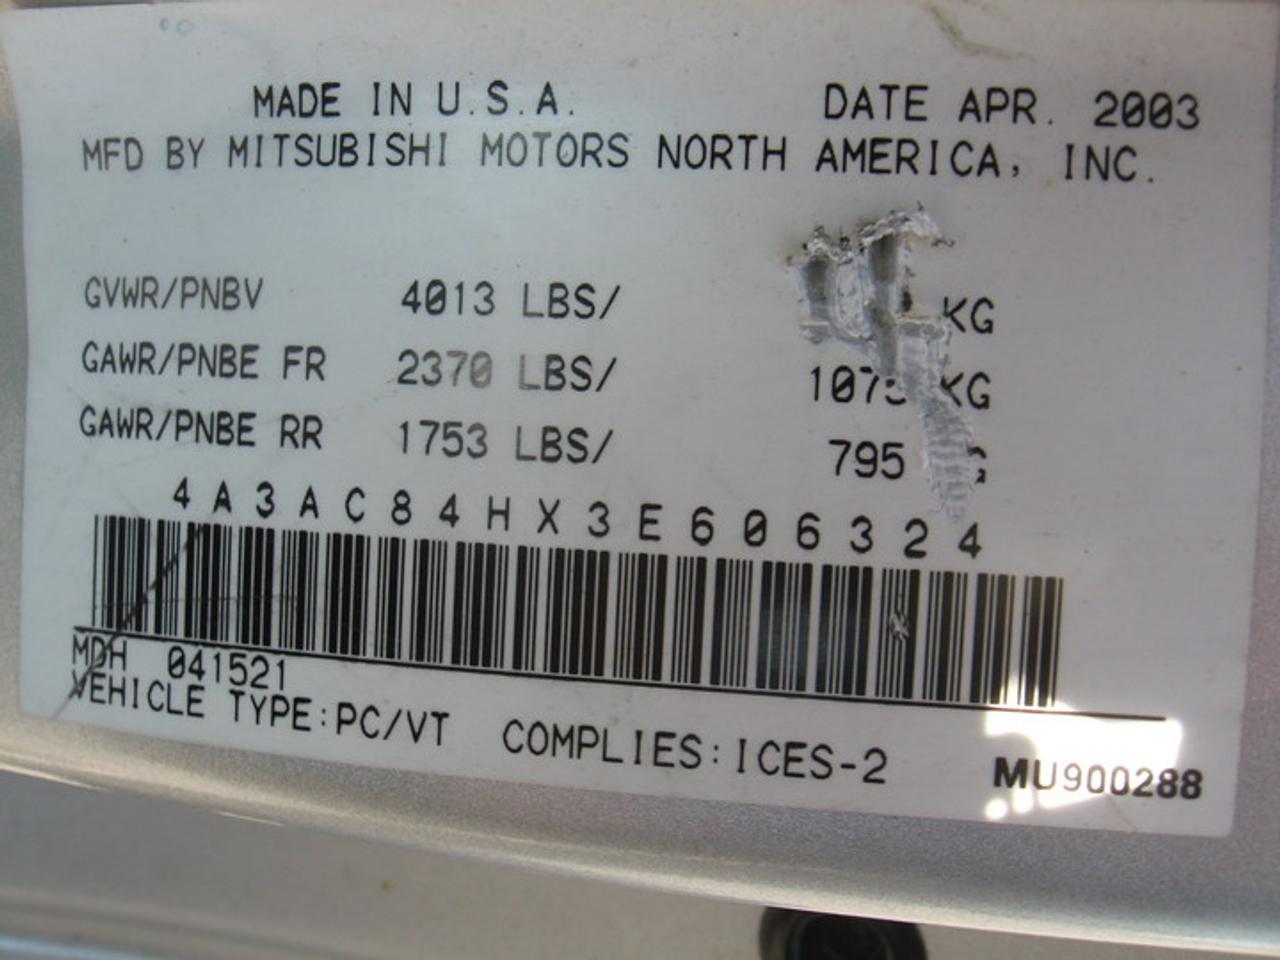 MADE IN U.S.A. DATE APR. 2003
MFD BY MITSUBISHI MOTORS NORTH AMERICA, INC.
GVWR/PNBV 4013 LBS/ KG
GAWR/PNBE FR 2370 LBS/ KG
GAWR/PNBE RR 1753 LBS/ 795
4A3AC84HX3E606324
MDH 041521
VEHICLE TYPE:PC/VT COMPLIES:ICES-2
MU900288